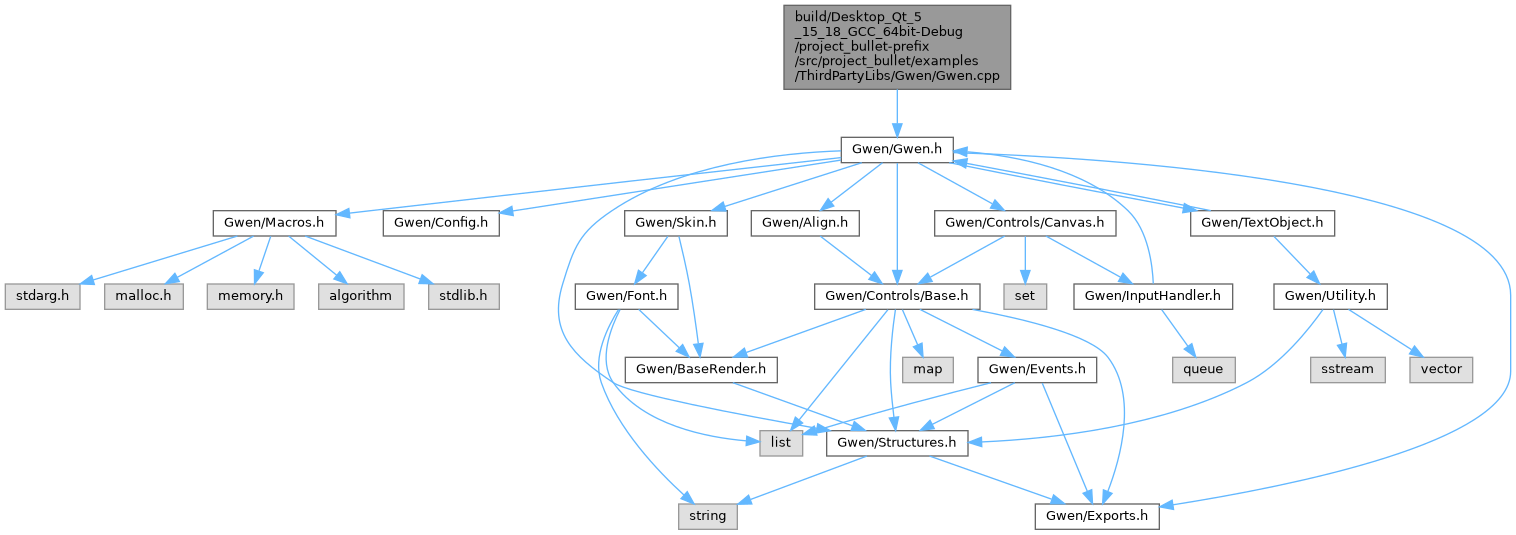 build/Desktop_Qt_5
_15_18_GCC_64bit-Debug
/project_bullet-prefix
/src/project_bullet/examples
/ThirdPartyLibs/Gwen/Gwen.cpp
Gwen/Gwen.h
Gwen/Macros.h
Gwen/Config.h
Gwen/Skin.h
Gwen/Align.h
Gwen/Controls/Canvas.h
Gwen/TextObject.h
stdarg.h
malloc.h
memory.h
algorithm
stdlib.h
Gwen/Font.h
Gwen/Controls/Base.h
set
Gwen/InputHandler.h
Gwen/Utility.h
Gwen/BaseRender.h
map
Gwen/Events.h
queue
sstream
vector
list
Gwen/Structures.h
string
Gwen/Exports.h